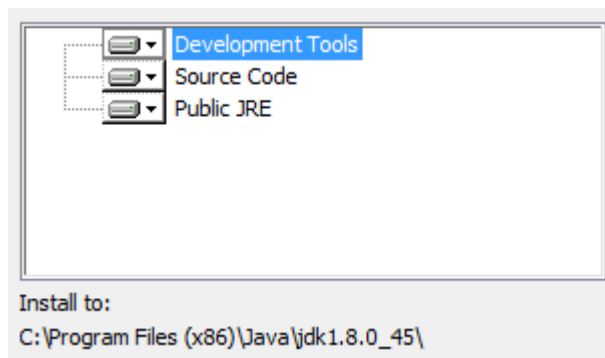 Development Tools
Source Code
Public JRE
Install to:
C:\Program Files (x86)\Java\jdk1.8.0_45\